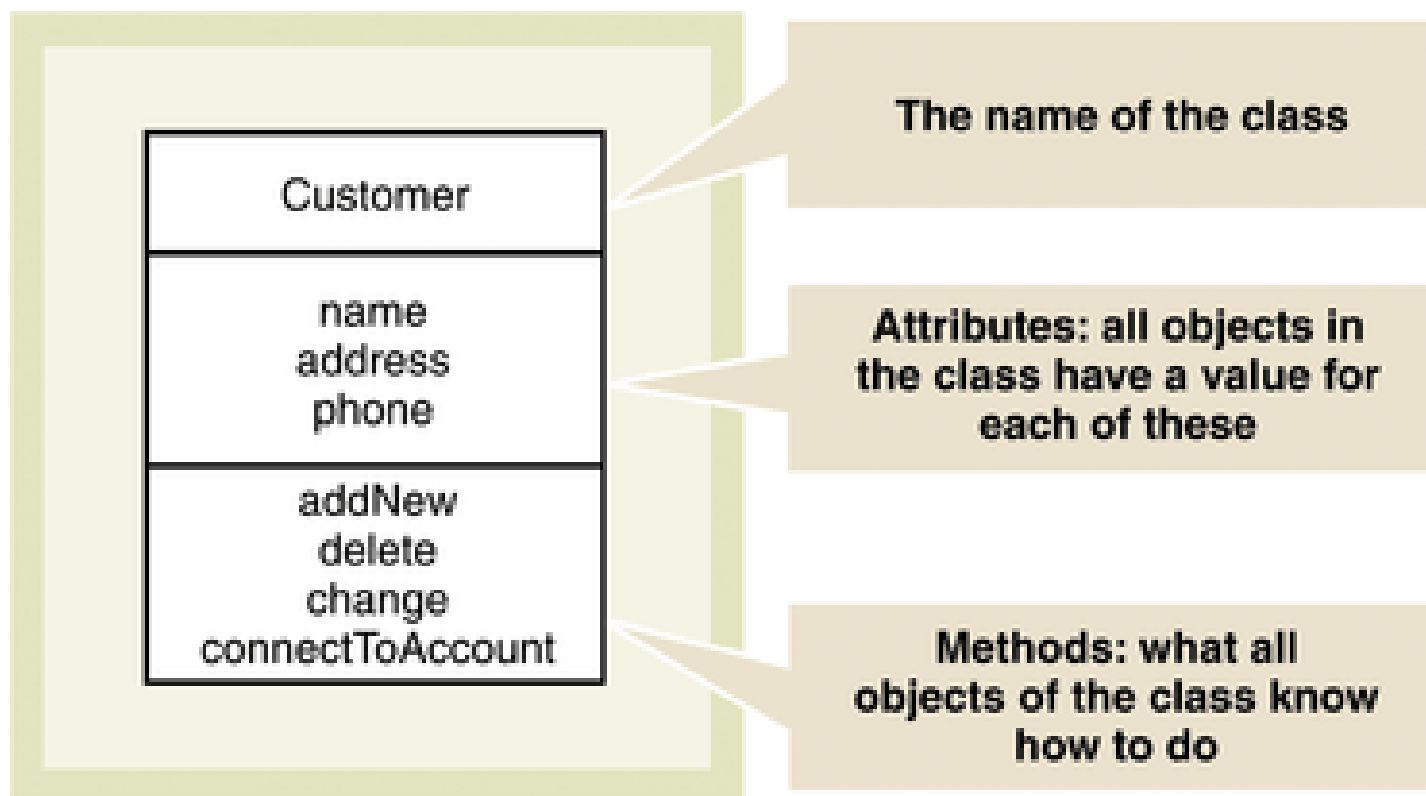 Customer
name
address
phone
addNew
delete
change
connectToAccount
The name of the class
Attributes: all objects in
the class have a value for
each of these
Methods: what all
objects of the class know
how to do